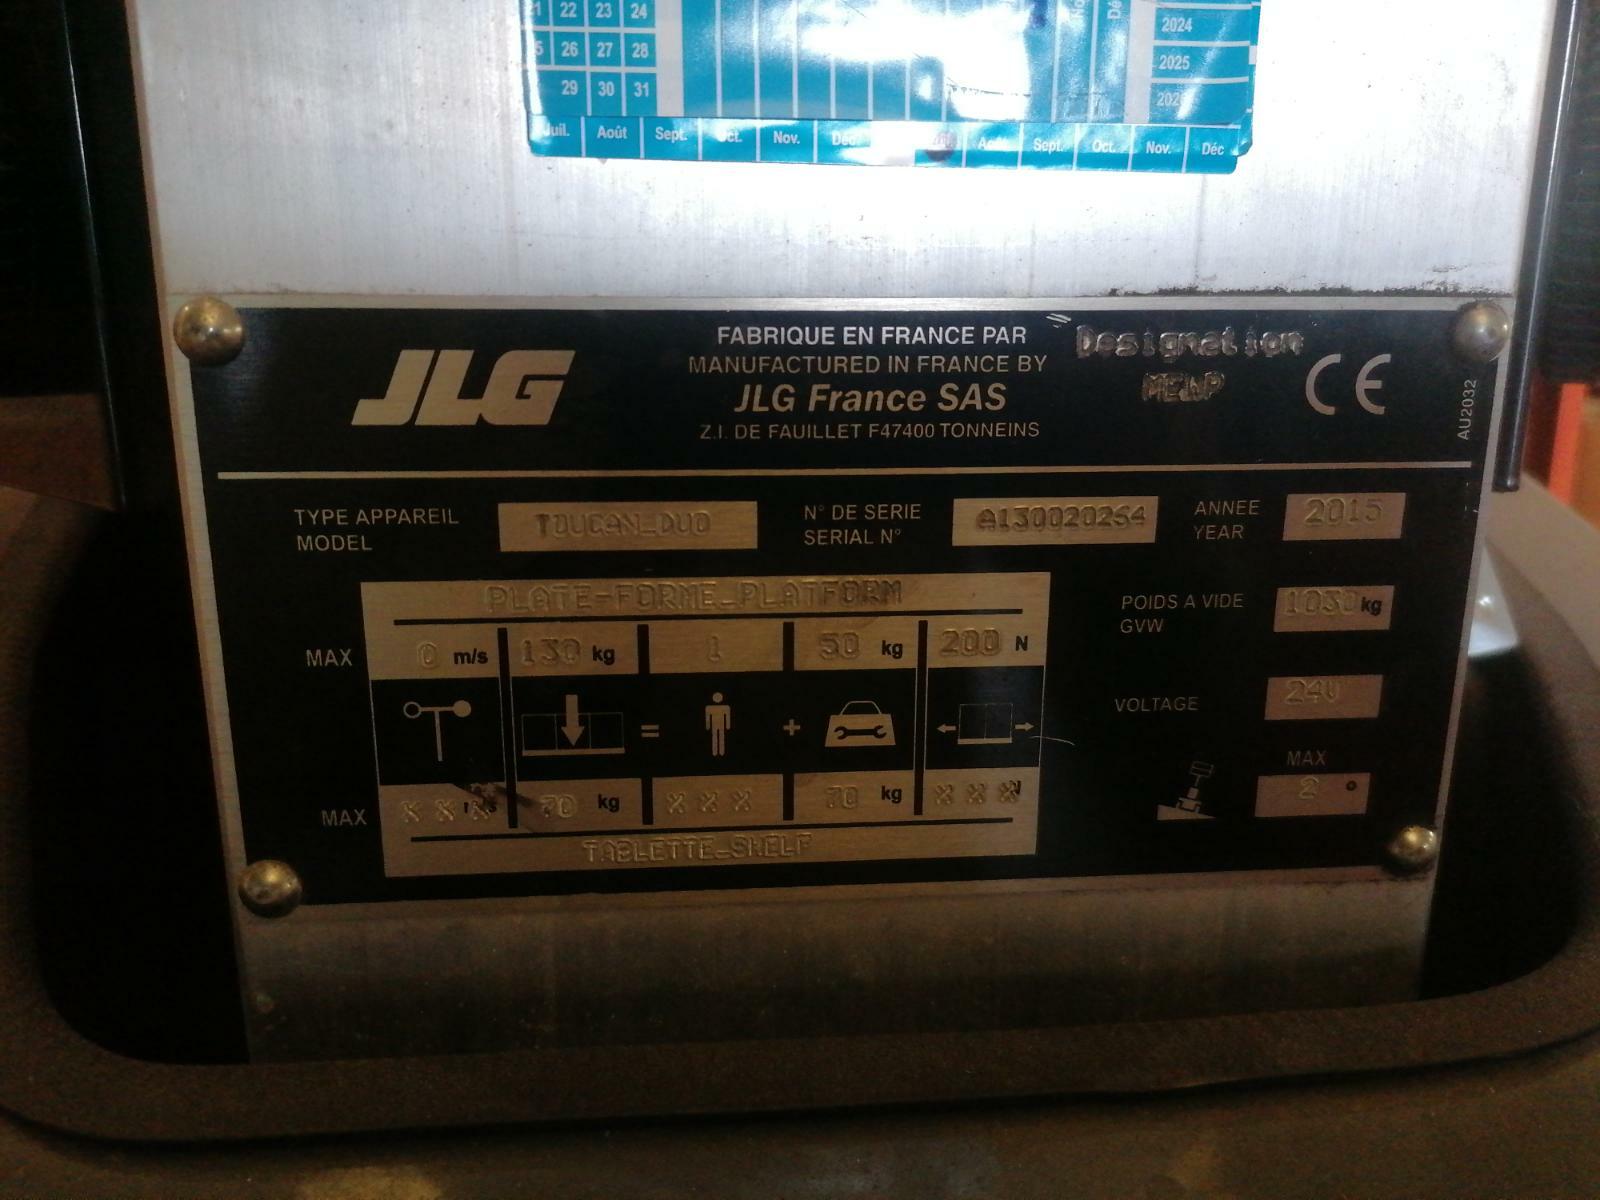 21 22 23 24
25 26 27 28
29 30 31
2024
2025
Juil. Août Sept. Oct. Nov. Déc Août Sept. Oct. Nov. Déc
JLG
FABRIQUE EN FRANCE PAR
MANUFACTURED IN FRANCE BY
JLG France SAS
Z.I. DE FAUILLET F47400 TONNEINS
Designation
MEWP
CE
AU2032
TYPE APPAREIL
MODEL
TOUCAN_DUO
N° DE SERIE
SERIAL N°
A130020264
ANNEE
YEAR
2015
PLATE-FORME_PLATFORM
MAX 0 m/s 130 kg 1 50 kg 200 N
= +
MAX X X X m/s 70 kg X X X 70 kg X X X N
TABLETTE_SHELF
POIDS A VIDE
GVW
1030 kg
VOLTAGE
24V
MAX
2 °